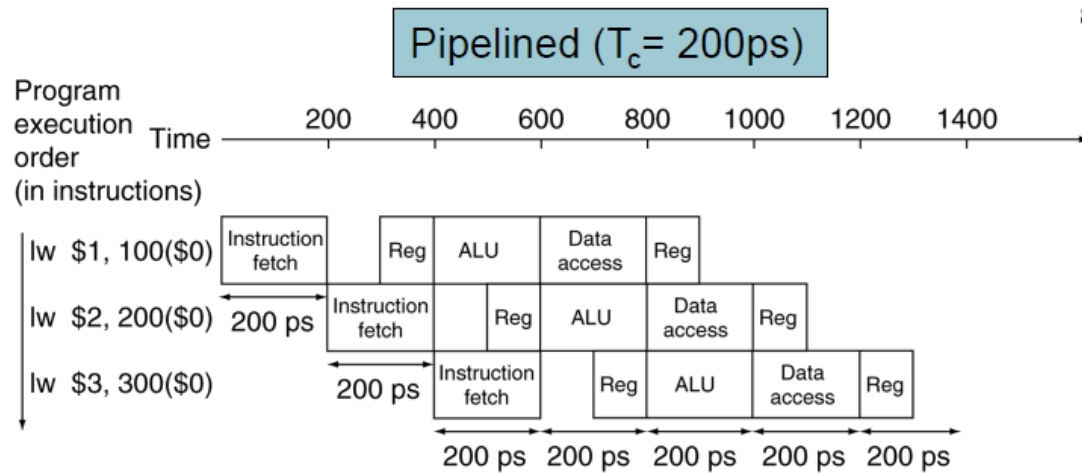 Pipelined (Tc= 200ps)
Program
execution
order
(in instructions)
Time
200 400 600 800 1000 1200 1400
lw $1, 100($0)
Instruction
fetch
Reg
ALU
Data
access
Reg
200 ps
lw $2, 200($0)
Instruction
fetch
Reg
ALU
Data
access
Reg
200 ps
lw $3, 300($0)
Instruction
fetch
Reg
ALU
Data
access
Reg
200 ps 200 ps 200 ps 200 ps 200 ps